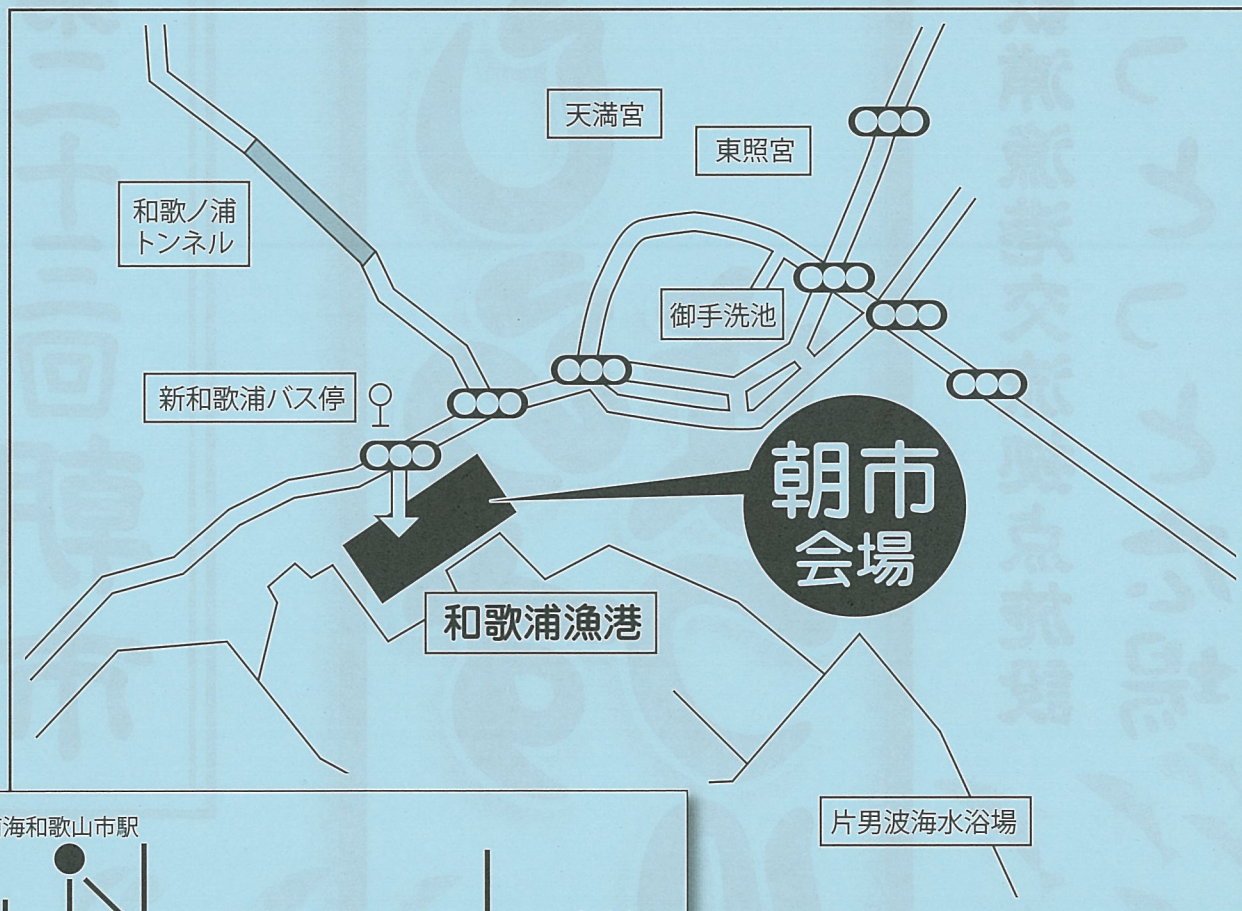 天満宮
東照宮
和歌ノ浦
トンネル
御手洗池
新和歌浦バス停
朝市
会場
和歌浦漁港
片男波海水浴場
海和歌山市駅